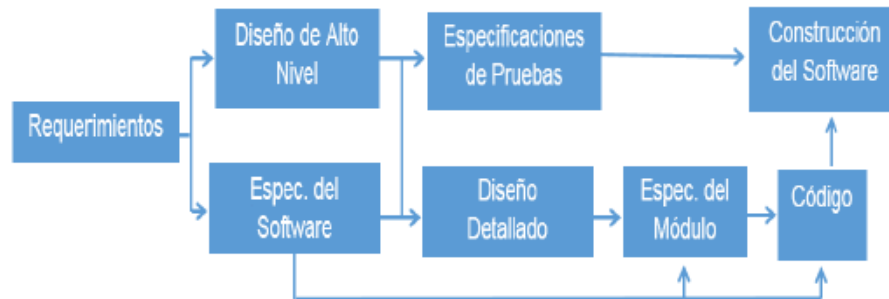 Requerimientos
Diseño de Alto
Nivel
Especificaciones
de Pruebas
Construcción
del Software
Espec. del
Software
Diseño
Detallado
Espec. del
Módulo
Código